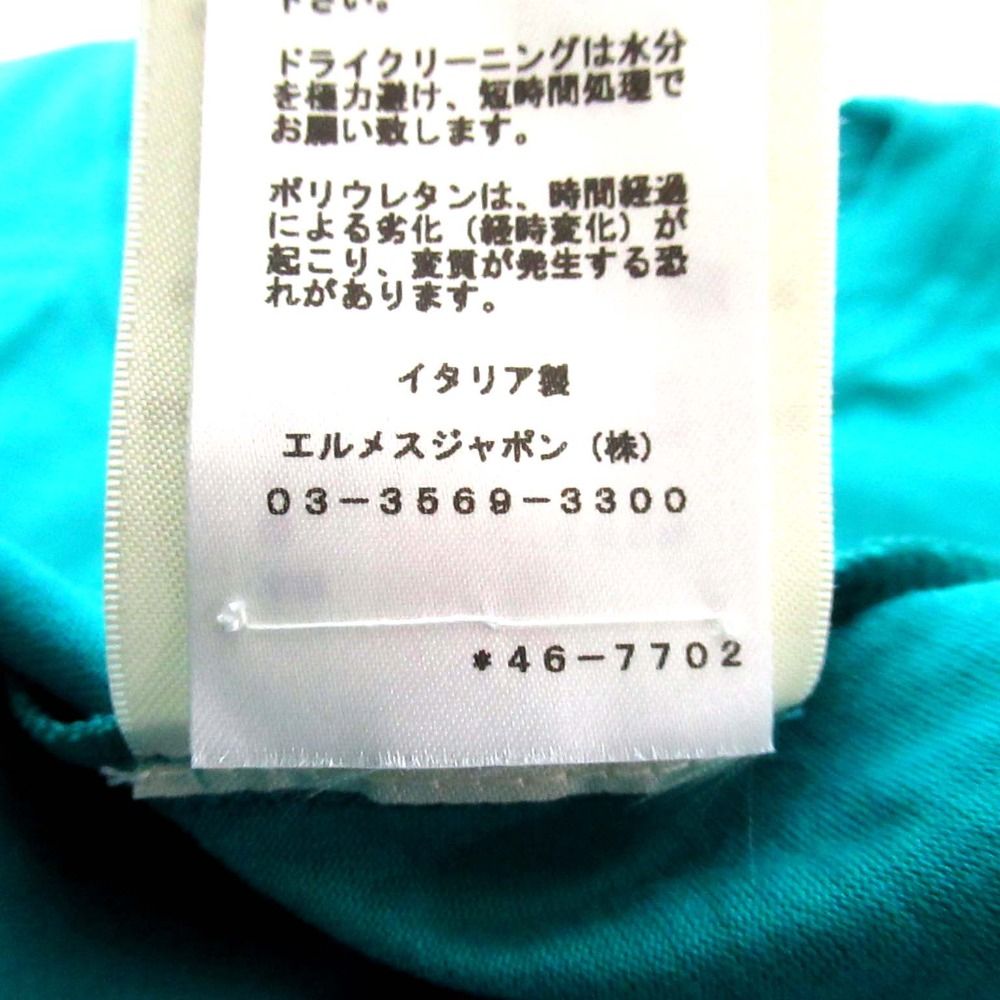 下さい。
ドライクリーニングは水分
を極力避け、短時間処理で
お願い致します。
ポリウレタンは、時間経過
による劣化（経時変化）が
起こり、変質が発生する恐
れがあります。
イタリア製
エルメスジャポン（株）
03-3569-3300
*46-7702